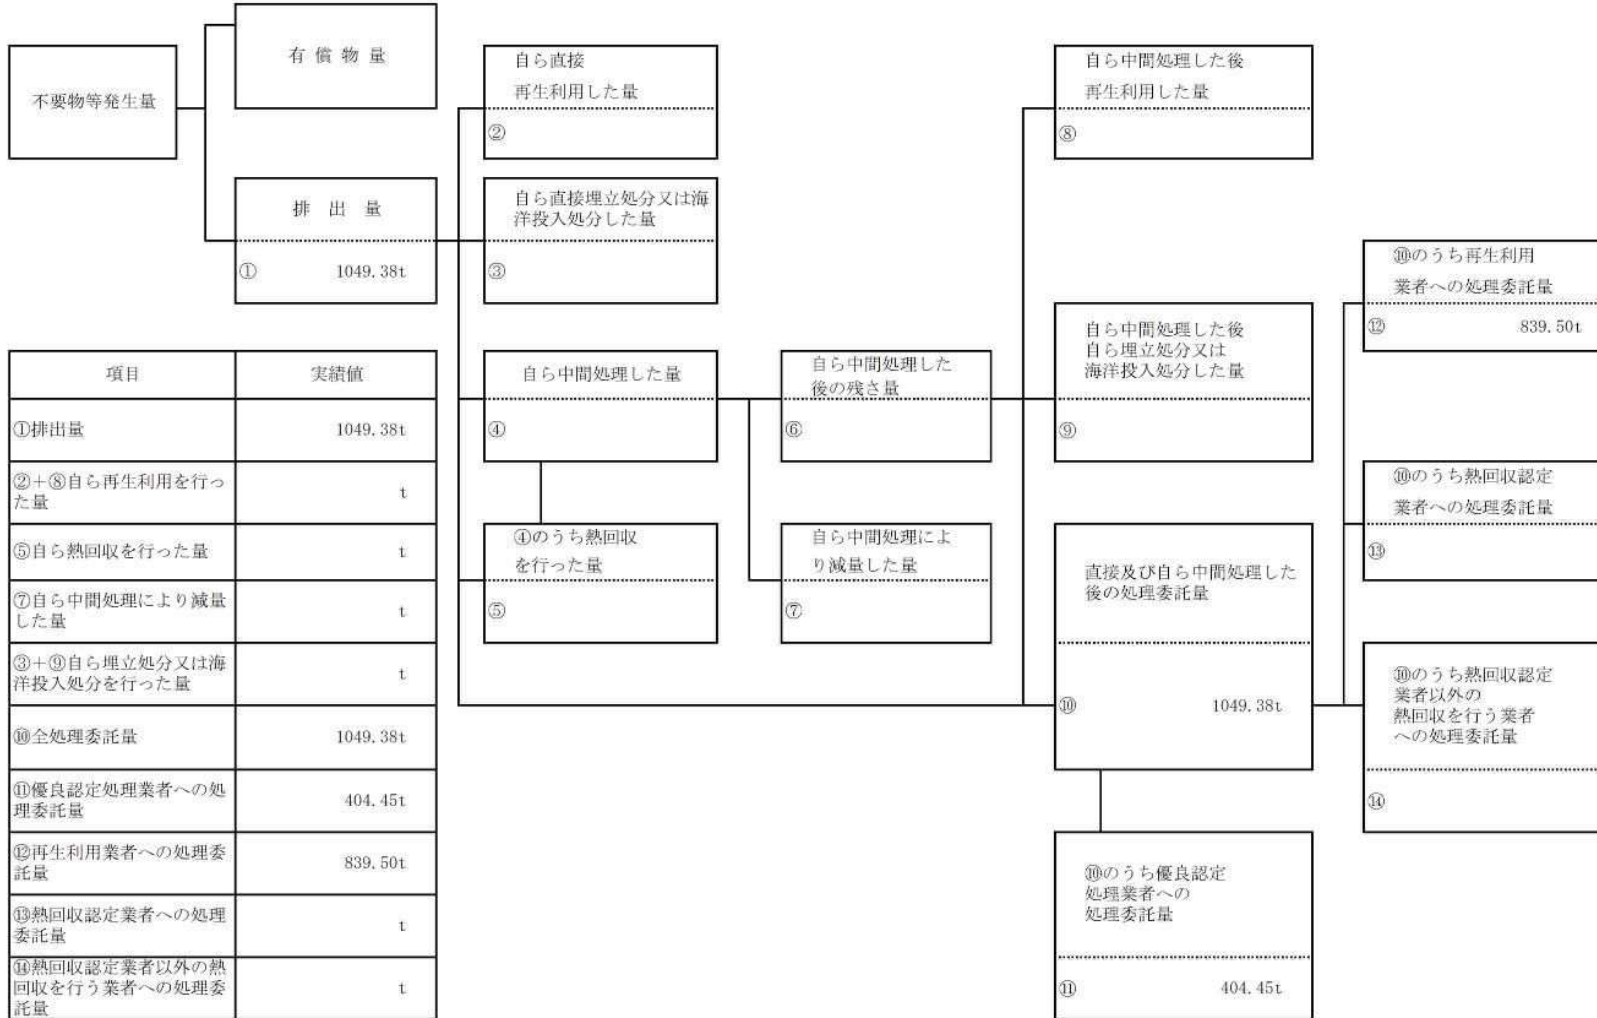 不要物等発生量
有 償 物 量
排 出 量
① 1049.38t
自ら直接
再生利用した量
②
自ら直接埋立処分又は海
洋投入処分した量
③
自ら中間処理した量
④
④のうち熱回収
を行った量
⑤
自ら中間処理した
後の残さ量
⑥
自ら中間処理によ
り減量した量
⑦
自ら中間処理した後
再生利用した量
⑧
自ら中間処理した後
自ら埋立処分又は
海洋投入処分した量
⑨
直接及び自ら中間処理した
後の処理委託量
⑩ 1049.38t
⑩のうち優良認定
処理業者への
処理委託量
⑪ 404.45t
⑩のうち再生利用
業者への処理委託量
⑫ 839.50t
⑩のうち熱回収認定
業者への処理委託量
⑬
⑩のうち熱回収認定
業者以外の
熱回収を行う業者
への処理委託量
⑭
項目 実績値
①排出量 1049.38t
②+⑧自ら再生利用を行っ
た量 t
⑤自ら熱回収を行った量 t
⑦自ら中間処理により減量
した量 t
③+⑨自ら埋立処分又は海
洋投入処分を行った量 t
⑩全処理委託量 1049.38t
⑪優良認定処理業者への処
理委託量 404.45t
⑫再生利用業者への処理委
託量 839.50t
⑬熱回収認定業者への処理
委託量 t
⑭熱回収認定業者以外の熱
回収を行う業者への処理委
託量 t